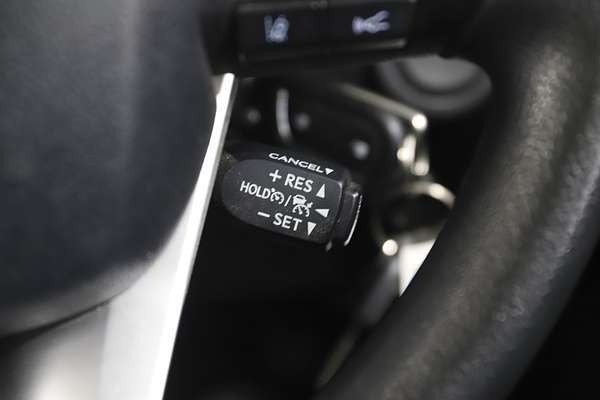 CANCEL▼
+ RES ▲
HOLD /
− SET ▼